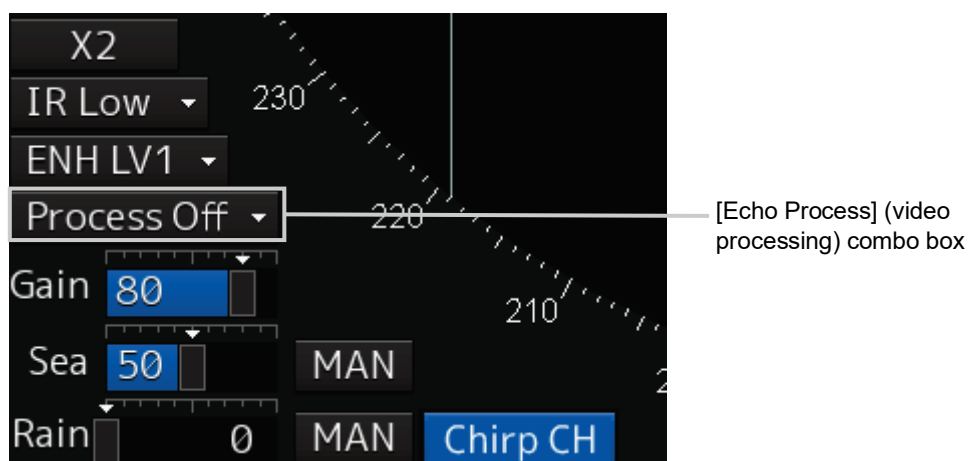 X2
IR Low
230
ENH LV1
Process Off
220
[Echo Process] (video
processing) combo box
Gain 80
210
Sea 50 MAN
2
Rain 0 MAN Chirp CH